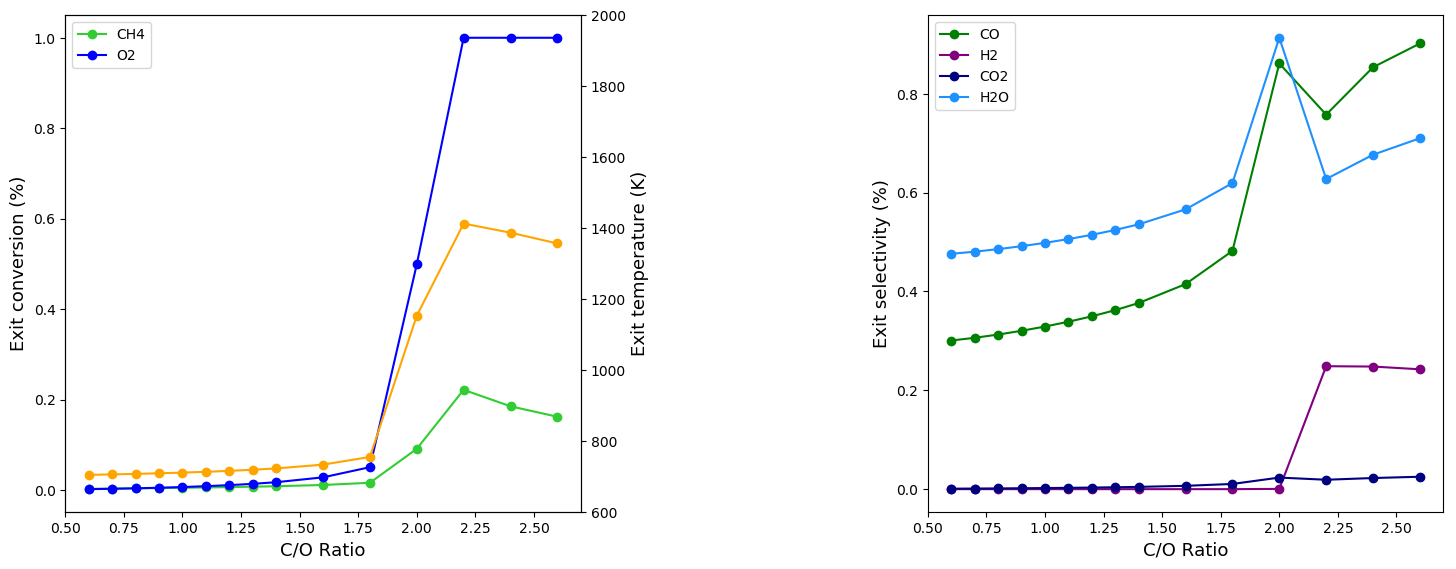 CH4
O2
1.0
0.8
0.6
0.4
0.2
0.0
Exit conversion (%)
0.50 0.75 1.00 1.25 1.50 1.75 2.00 2.25 2.50
C/O Ratio
2000
1800
1600
1400
1200
1000
800
600
Exit temperature (K)
CO
H2
CO2
H2O
0.8
0.6
0.4
0.2
0.0
Exit selectivity (%)
0.50 0.75 1.00 1.25 1.50 1.75 2.00 2.25 2.50
C/O Ratio